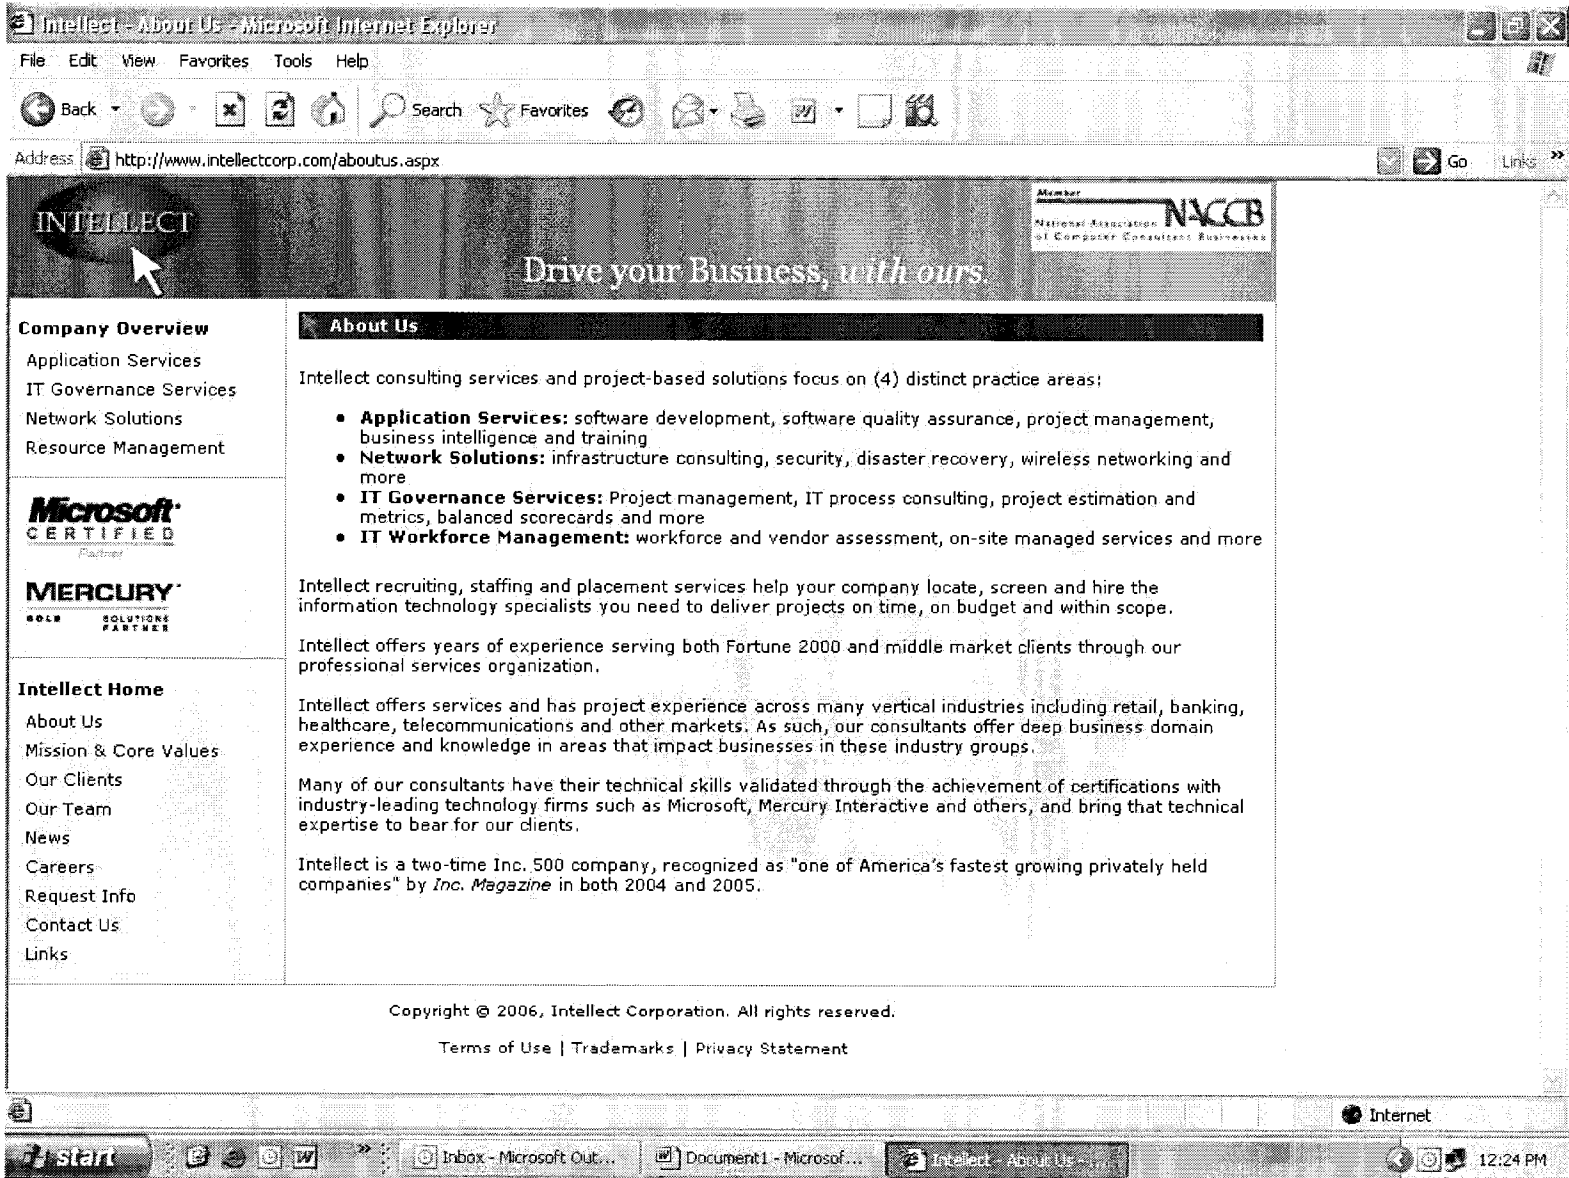 Intellect - About Us - Microsoft Internet Explorer
File Edit View Favorites Tools Help
Back Search Favorites
Address http://www.intellectcorp.com/aboutus.aspx Go Links »
INTELLECT
Member
NACCB
National Association
of Computer Consultant Businesses
Drive your Business, with ours.
Company Overview
Application Services
IT Governance Services
Network Solutions
Resource Management
Microsoft
CERTIFIED
Partner
MERCURY
GOLD SOLUTIONS
PARTNER
Intellect Home
About Us
Mission & Core Values
Our Clients
Our Team
News
Careers
Request Info
Contact Us
Links
About Us
Intellect consulting services and project-based solutions focus on (4) distinct practice areas:
• Application Services: software development, software quality assurance, project management,
business intelligence and training
• Network Solutions: infrastructure consulting, security, disaster recovery, wireless networking and
more
• IT Governance Services: Project management, IT process consulting, project estimation and
metrics, balanced scorecards and more
• IT Workforce Management: workforce and vendor assessment, on-site managed services and more
Intellect recruiting, staffing and placement services help your company locate, screen and hire the
information technology specialists you need to deliver projects on time, on budget and within scope.
Intellect offers years of experience serving both Fortune 2000 and middle market clients through our
professional services organization.
Intellect offers services and has project experience across many vertical industries including retail, banking,
healthcare, telecommunications and other markets. As such, our consultants offer deep business domain
experience and knowledge in areas that impact businesses in these industry groups.
Many of our consultants have their technical skills validated through the achievement of certifications with
industry-leading technology firms such as Microsoft, Mercury Interactive and others, and bring that technical
expertise to bear for our clients.
Intellect is a two-time Inc. 500 company, recognized as "one of America's fastest growing privately held
companies" by Inc. Magazine in both 2004 and 2005.
Copyright © 2006, Intellect Corporation. All rights reserved.
Terms of Use | Trademarks | Privacy Statement
Internet
start » Inbox - Microsoft Out... Document1 - Microsof... Intellect - About Us - ... 12:24 PM